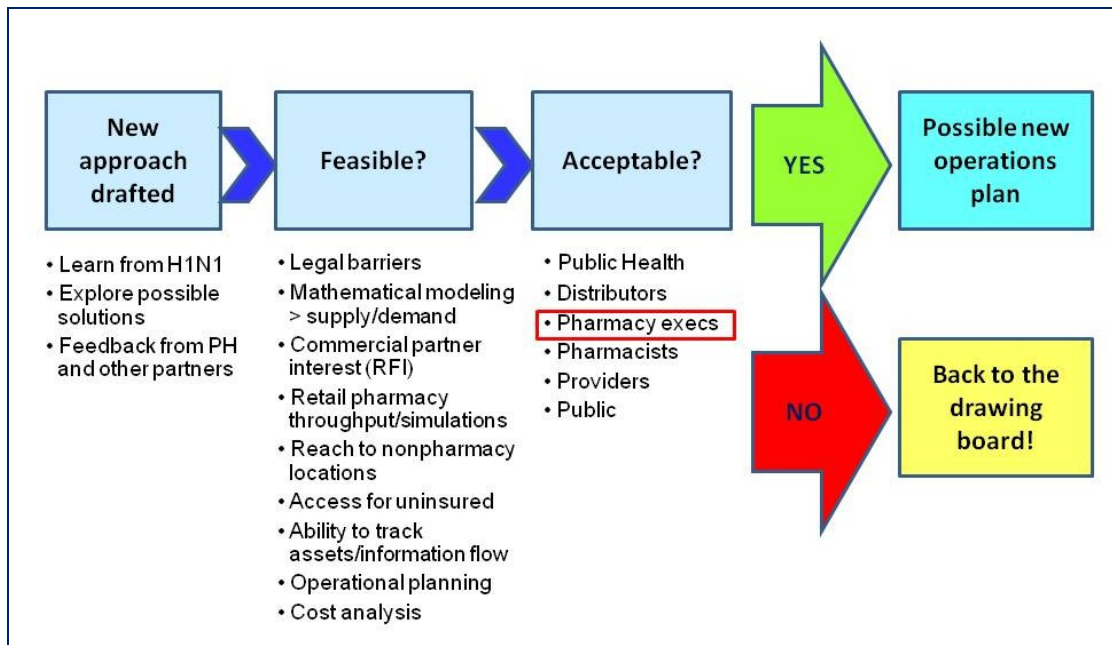 New
approach
drafted
• Learn from H1N1
• Explore possible
solutions
• Feedback from PH
and other partners
Feasible?
• Legal barriers
• Mathematical modeling
> supply/demand
• Commercial partner
interest (RFI)
• Retail pharmacy
throughput/simulations
• Reach to nonpharmacy
locations
• Access for uninsured
• Ability to track
assets/information flow
• Operational planning
• Cost analysis
Acceptable?
• Public Health
• Distributors
• Pharmacy execs
• Pharmacists
• Providers
• Public
YES
Possible new
operations
plan
NO
Back to the
drawing
board!